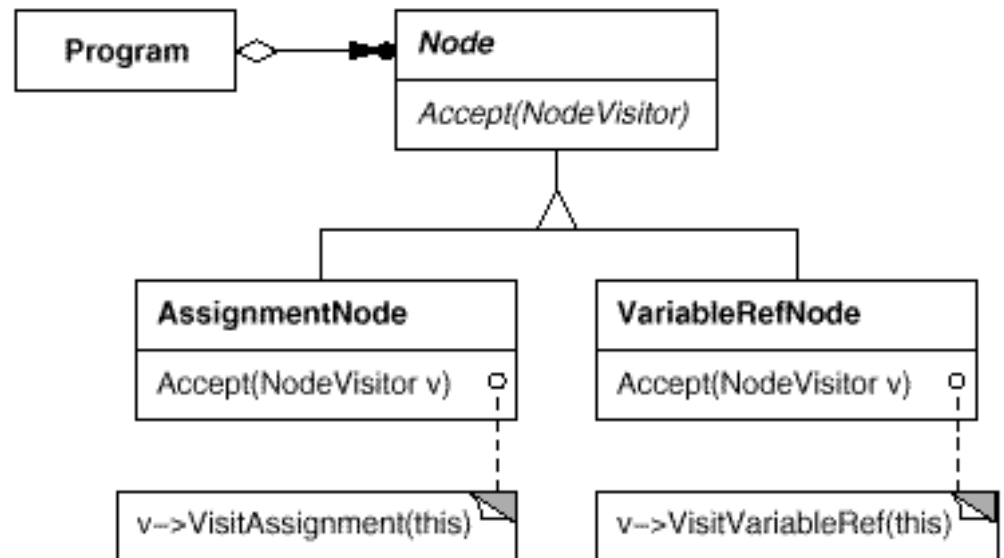 Program
Node
Accept(NodeVisitor)
AssignmentNode
Accept(NodeVisitor v)
VariableRefNode
Accept(NodeVisitor v)
v–>VisitAssignment(this)
v–>VisitVariableRef(this)